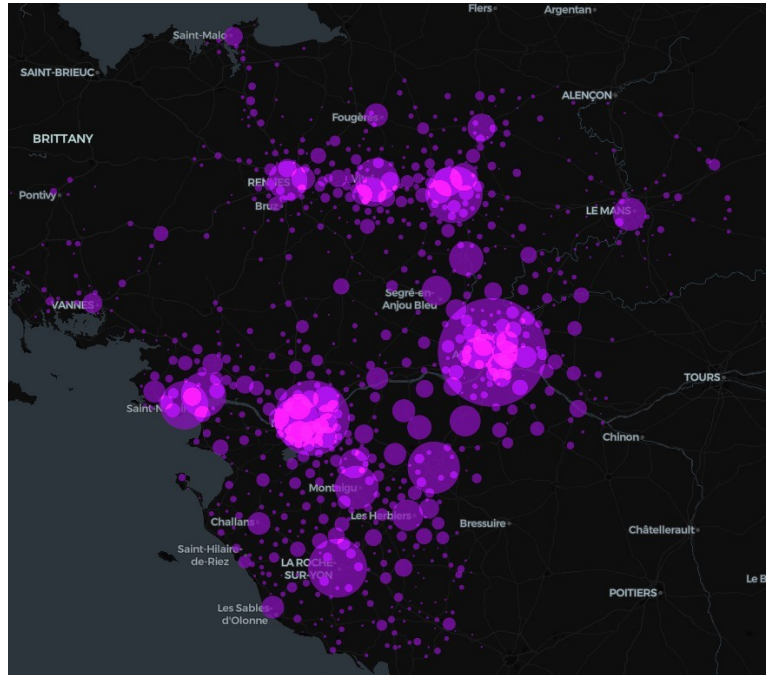 Flers
Argentan
Saint-Malo
SAINT-BRIEUC
ALENÇON
Fougères
BRITTANY
RENNES
Pontivy
Bruz
LE MANS
Segré-en-
Anjou Bleu
VANNES
TOURS
Chinon
Montaigu
Les Herbiers
Bressuire
Challans
Châtellerault
Saint-Hilaire-
de-Riez
LA ROCHE-
SUR-YON
POITIERS
Le B
Les Sables-
d'Olonne